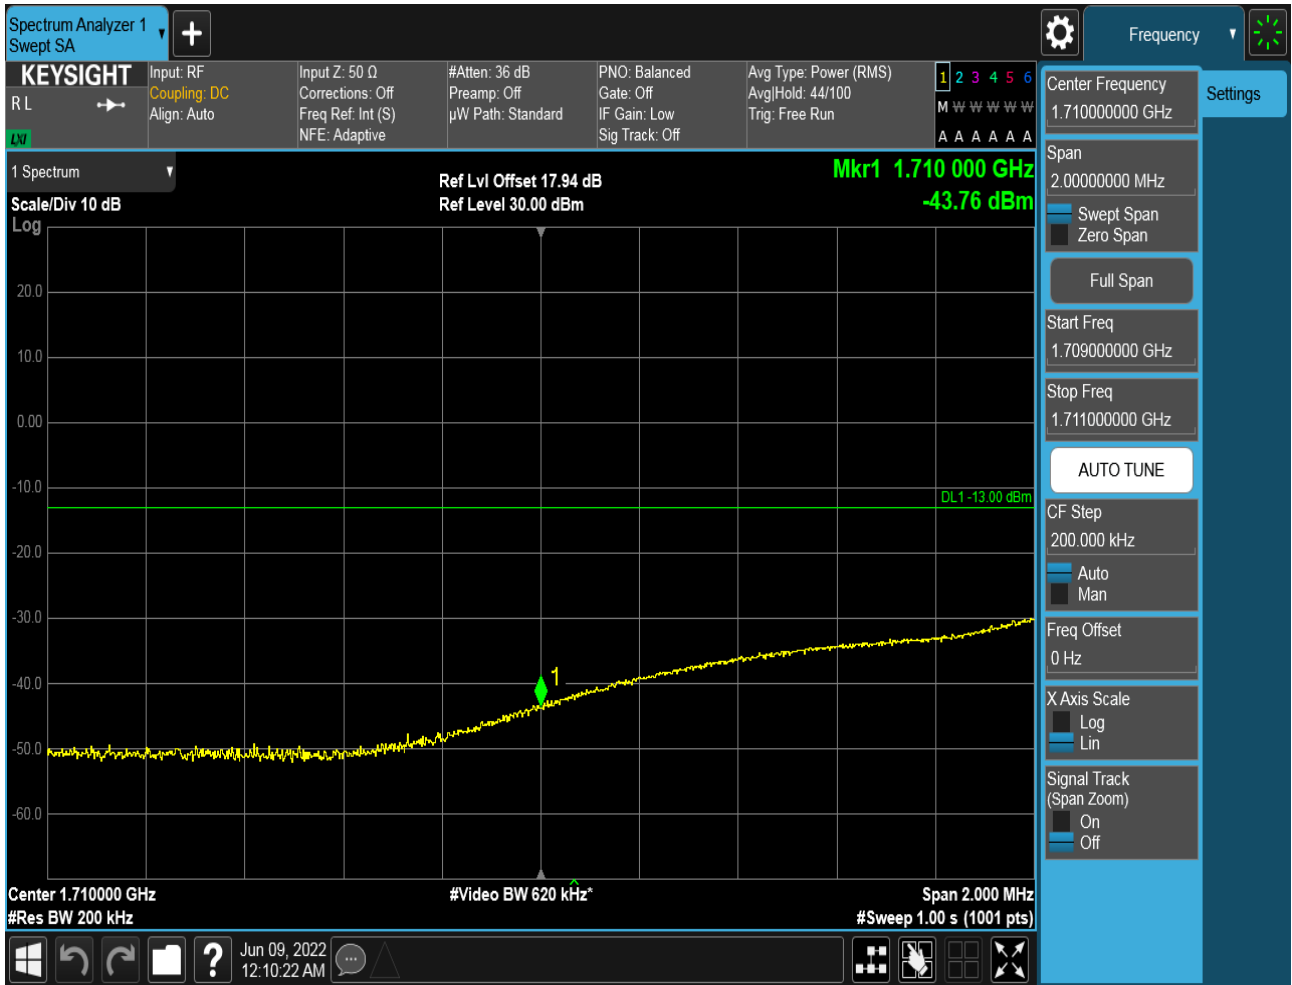 Spectrum Analyzer 1
Swept SA
Frequency
KEYSIGHT
R L
LXI
Input: RF
Coupling: DC
Align: Auto
Input Z: 50 Ω
Corrections: Off
Freq Ref: Int (S)
NFE: Adaptive
#Atten: 36 dB
Preamp: Off
µW Path: Standard
PNO: Balanced
Gate: Off
IF Gain: Low
Sig Track: Off
Avg Type: Power (RMS)
Avg|Hold: 44/100
Trig: Free Run
1 2 3 4 5 6
M W W W W W
A A A A A A
1 Spectrum
Scale/Div 10 dB
Log
Ref Lvl Offset 17.94 dB
Ref Level 30.00 dBm
Mkr1 1.710 000 GHz
-43.76 dBm
20.0
10.0
0.00
-10.0
-20.0
-30.0
-40.0
-50.0
-60.0
DL1 -13.00 dBm
1
Center 1.710000 GHz
#Res BW 200 kHz
#Video BW 620 kHz*
Span 2.000 MHz
#Sweep 1.00 s (1001 pts)
Jun 09, 2022
12:10:22 AM
Center Frequency
1.710000000 GHz
Settings
Span
2.00000000 MHz
Swept Span
Zero Span
Full Span
Start Freq
1.709000000 GHz
Stop Freq
1.711000000 GHz
AUTO TUNE
CF Step
200.000 kHz
Auto
Man
Freq Offset
0 Hz
X Axis Scale
Log
Lin
Signal Track
(Span Zoom)
On
Off